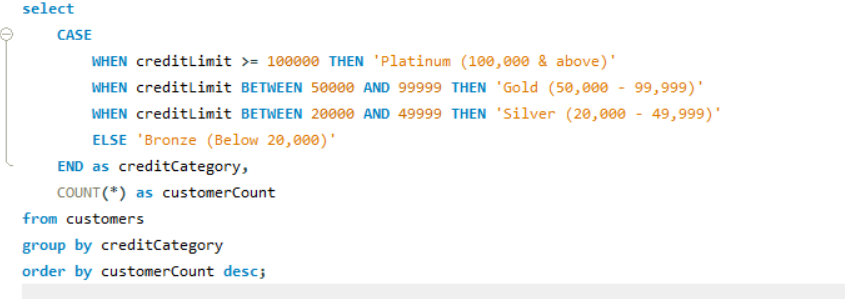 select
CASE
WHEN creditLimit >= 100000 THEN 'Platinum (100,000 & above)'
WHEN creditLimit BETWEEN 50000 AND 99999 THEN 'Gold (50,000 - 99,999)'
WHEN creditLimit BETWEEN 20000 AND 49999 THEN 'Silver (20,000 - 49,999)'
ELSE 'Bronze (Below 20,000)'
END as creditCategory,
COUNT(*) as customerCount
from customers
group by creditCategory
order by customerCount desc;